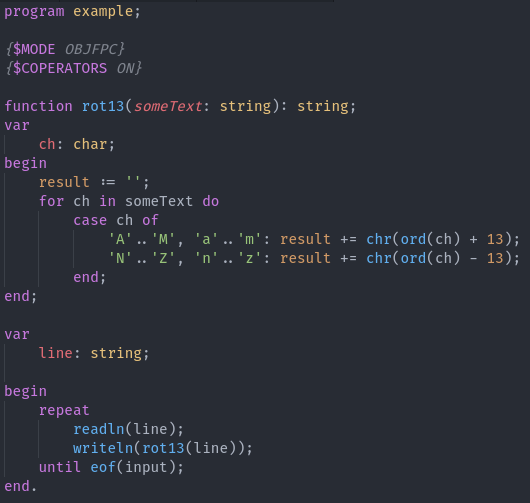 program example;

{$MODE OBJFPC}
{$COPERATORS ON}

function rot13(someText: string): string;
var
    ch: char;
begin
    result := '';
    for ch in someText do
        case ch of
            'A'..'M', 'a'..'m': result += chr(ord(ch) + 13);
            'N'..'Z', 'n'..'z': result += chr(ord(ch) - 13);
        end;
end;

var
    line: string;

begin
    repeat
        readln(line);
        writeln(rot13(line));
    until eof(input);
end.